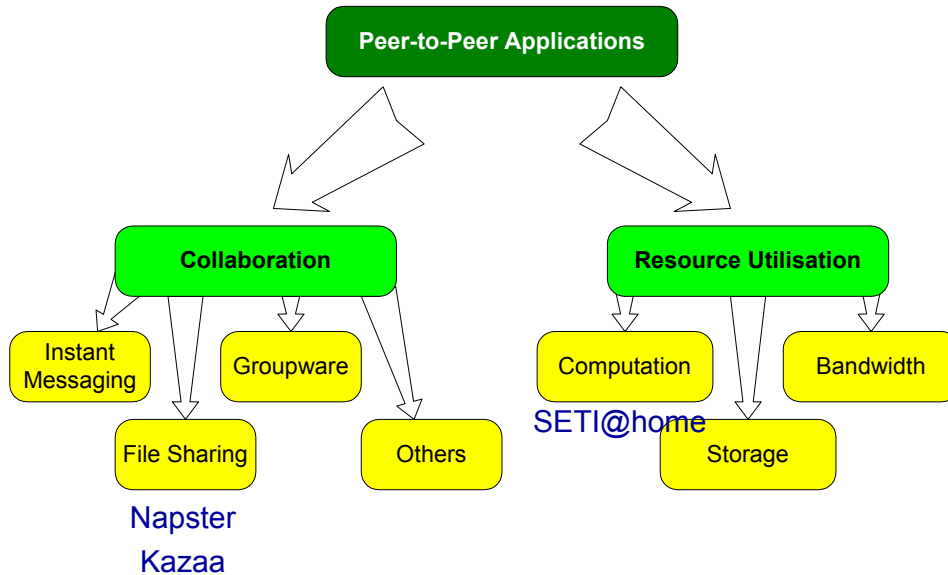 Peer-to-Peer Applications
Collaboration
Resource Utilisation
Instant
Messaging
Groupware
Computation
Bandwidth
SETI@home
File Sharing
Others
Storage
Napster
Kazaa